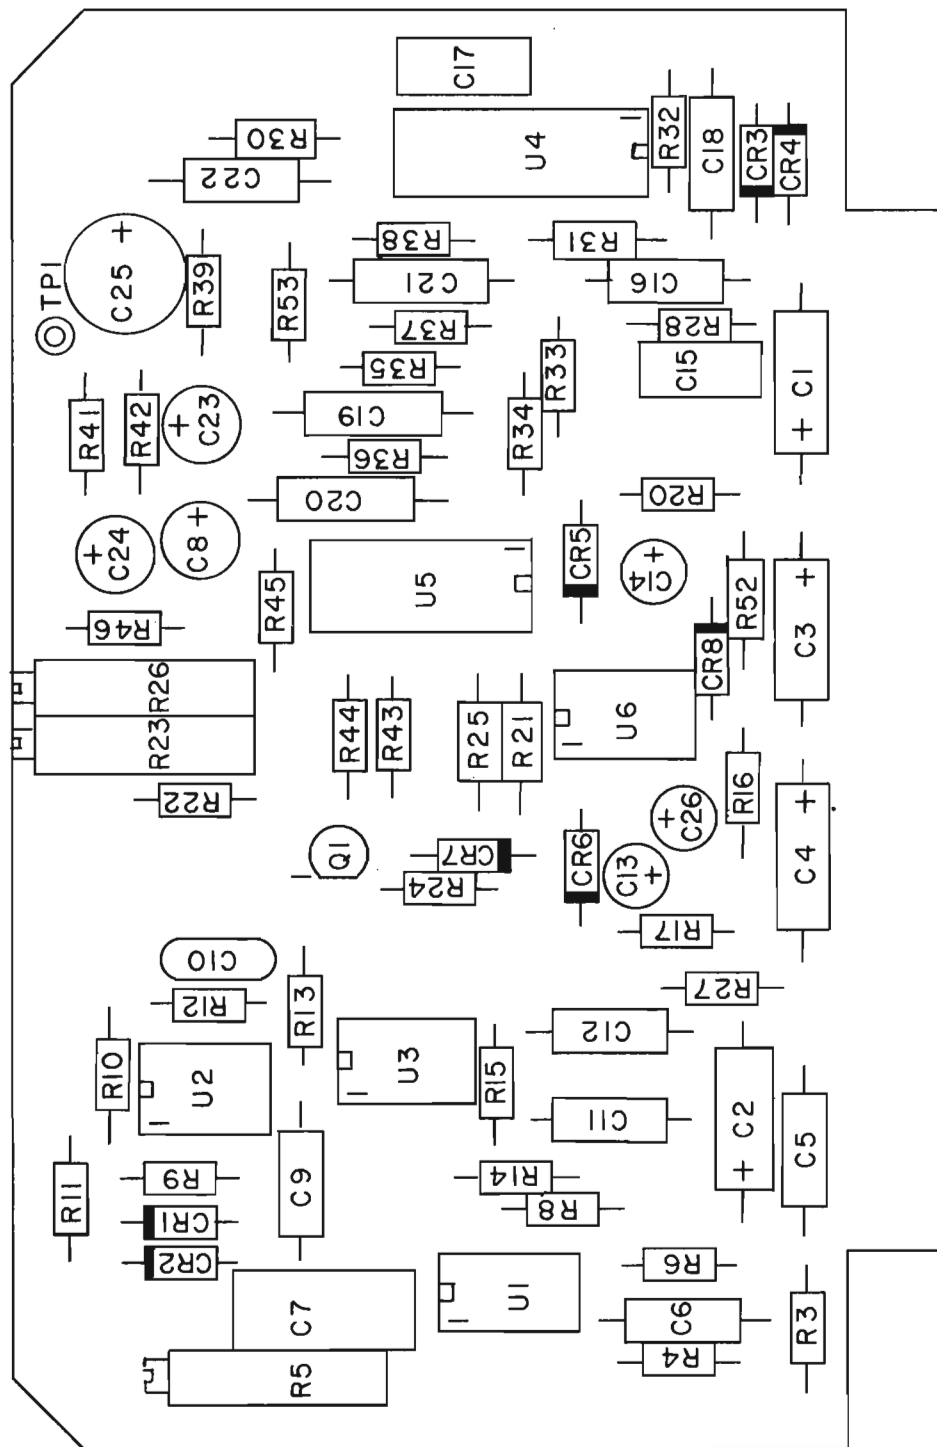 C17
U4
R32
C18
CR3
CR4
R30
C22
TP1
C25
+
R39
R53
R38
C21
R37
R35
R31
C16
R28
C15
C1
+
R33
R34
R41
R42
+
C23
C19
R36
C20
R20
+
C24
C8
+
R45
U5
CR5
+
C14
R52
C3
+
R46
CR8
R26
R23
R44
R43
R25
R21
U6
R22
R16
+
C26
C4
+
Q1
CR7
R24
CR6
C13
+
R17
C10
R12
R13
R27
R10
U2
U3
R15
C12
C11
C2
+
C5
R11
R9
CR1
CR2
C9
R14
R8
R6
C7
U1
C6
R3
R5
R4